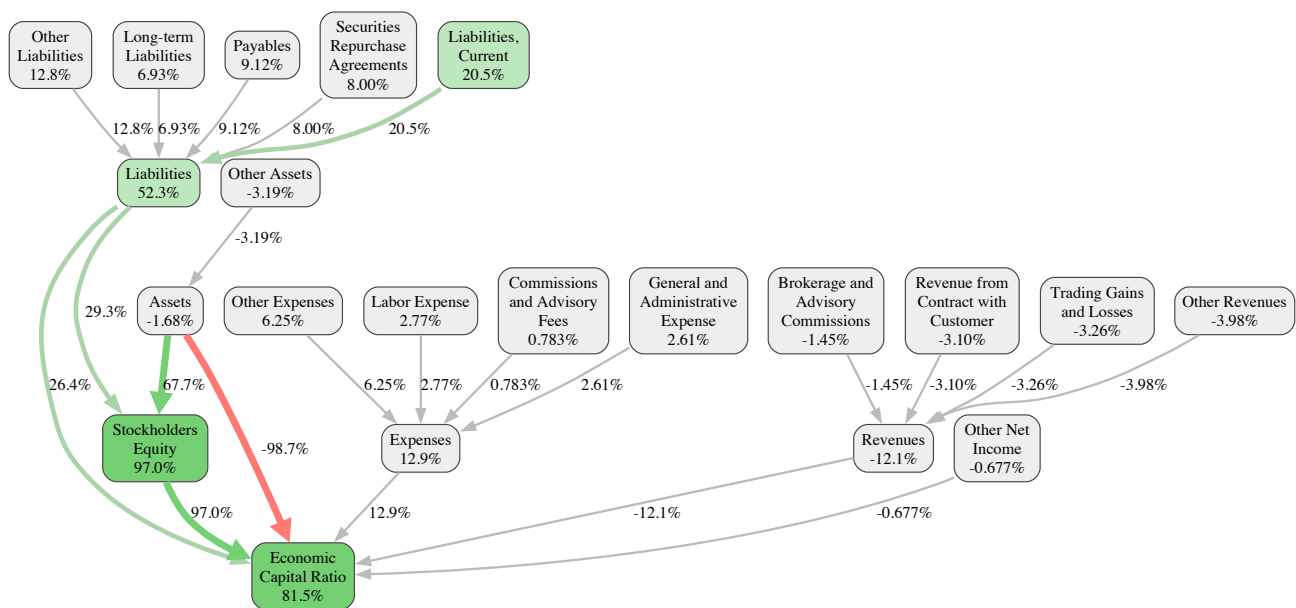 Other
Liabilities
12.8%
Long-term
Liabilities
6.93%
Payables
9.12%
Securities
Repurchase
Agreements
8.00%
Liabilities,
Current
20.5%
12.8%
6.93%
9.12%
8.00%
20.5%
Liabilities
52.3%
Other Assets
-3.19%
-3.19%
Assets
-1.68%
Other Expenses
6.25%
Labor Expense
2.77%
Commissions
and Advisory
Fees
0.783%
General and
Administrative
Expense
2.61%
Brokerage and
Advisory
Commissions
-1.45%
Revenue from
Contract with
Customer
-3.10%
Trading Gains
and Losses
-3.26%
Other Revenues
-3.98%
29.3%
26.4%
67.7%
6.25%
2.77%
0.783%
2.61%
-1.45%
-3.10%
-3.26%
-3.98%
Stockholders
Equity
97.0%
-98.7%
Expenses
12.9%
Revenues
-12.1%
Other Net
Income
-0.677%
97.0%
12.9%
-12.1%
-0.677%
Economic
Capital Ratio
81.5%